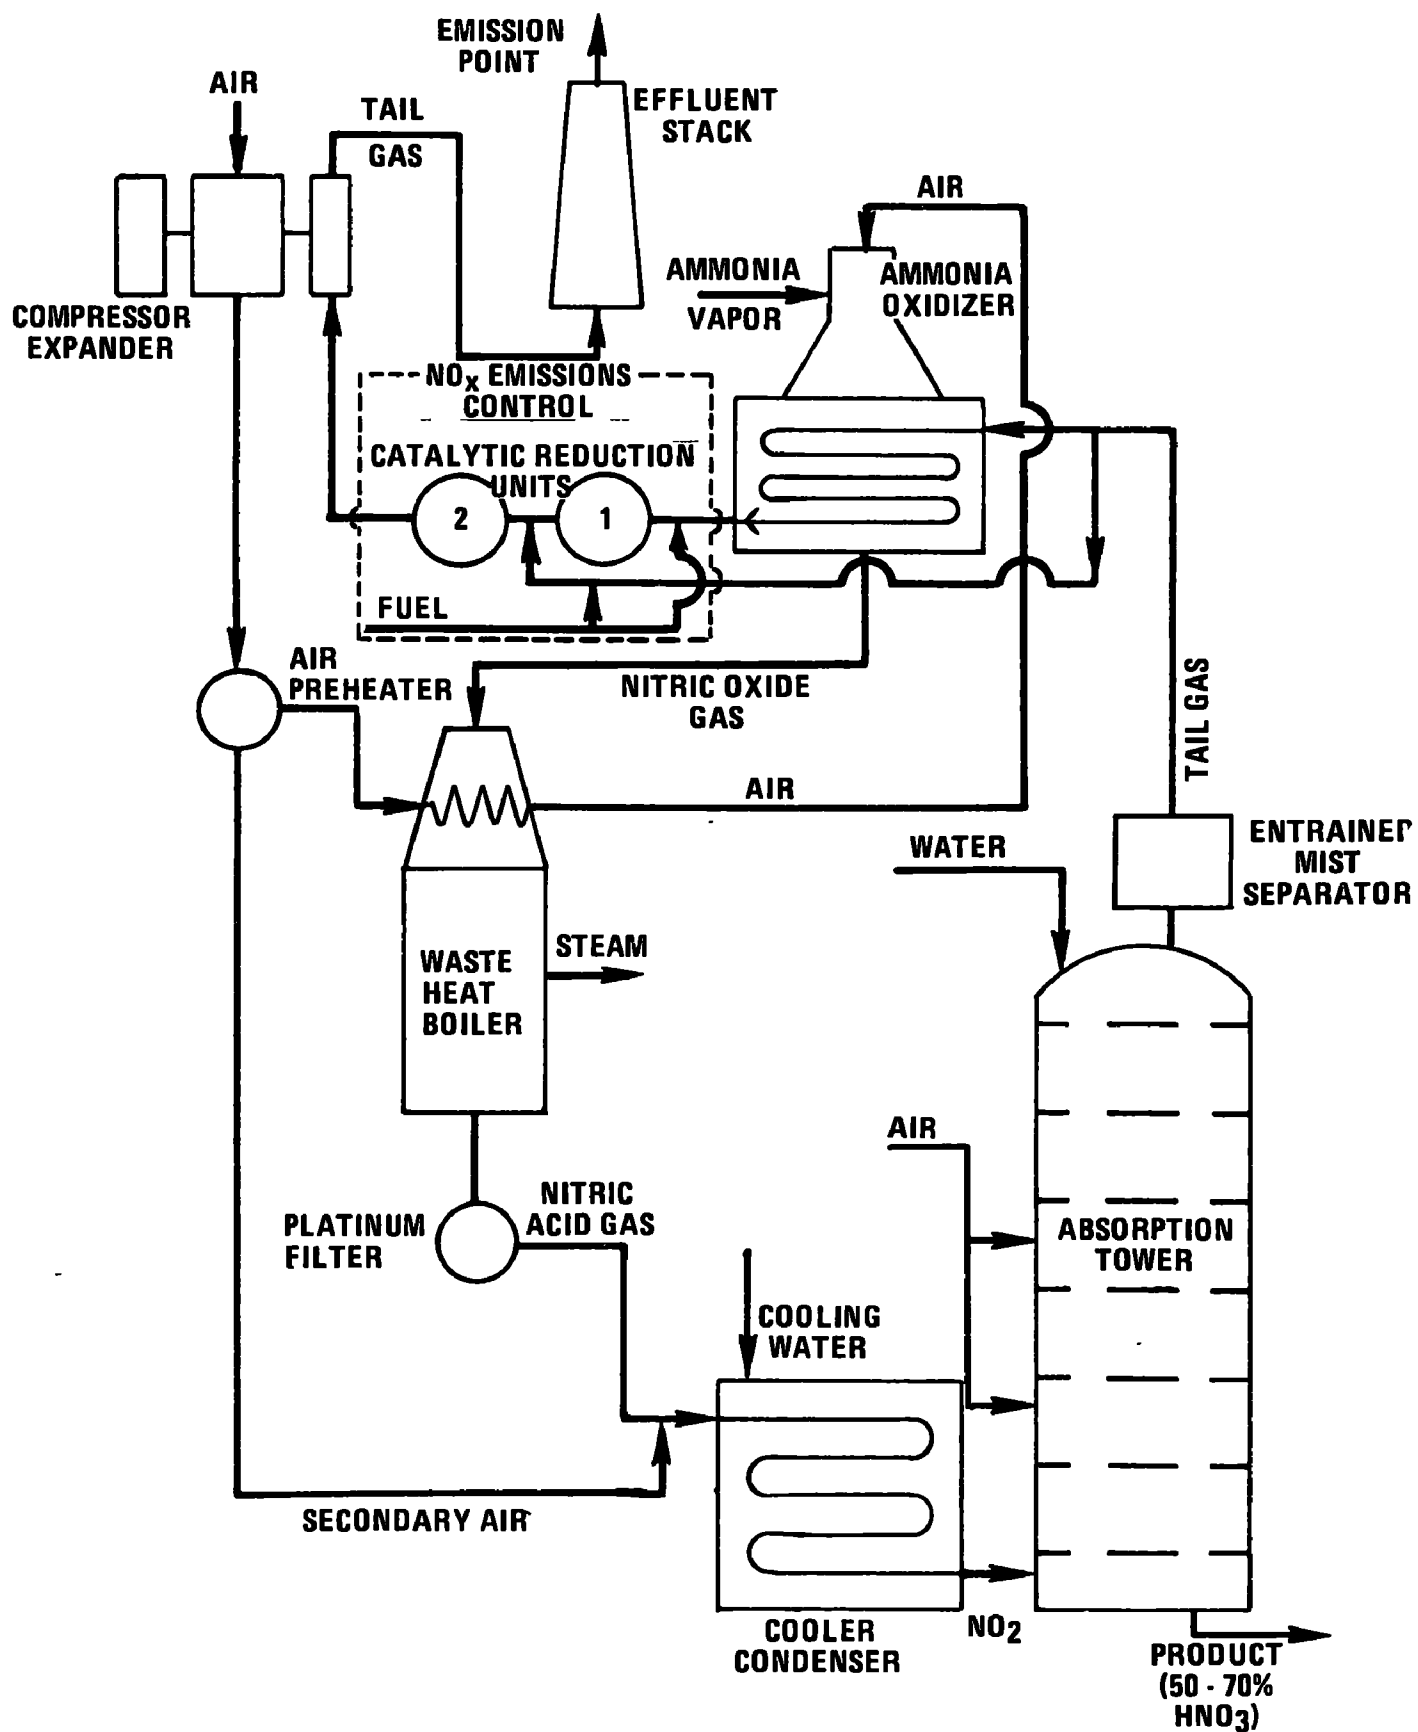 EMISSION
POINT
AIR
TAIL
GAS
EFFLUENT
STACK
AIR
AMMONIA
VAPOR
AMMONIA
OXIDIZER
COMPRESSOR
EXPANDER
NOx EMISSIONS
CONTROL
CATALYTIC REDUCTION
UNITS
2
1
FUEL
AIR
PREHEATER
NITRIC OXIDE
GAS
TAIL GAS
AIR
WATER
ENTRAINED
MIST
SEPARATOR
WASTE
HEAT
BOILER
STEAM
AIR
NITRIC
ACID GAS
PLATINUM
FILTER
ABSORPTION
TOWER
COOLING
WATER
SECONDARY AIR
NO2
COOLER
CONDENSER
PRODUCT
(50 - 70%
HNO3)